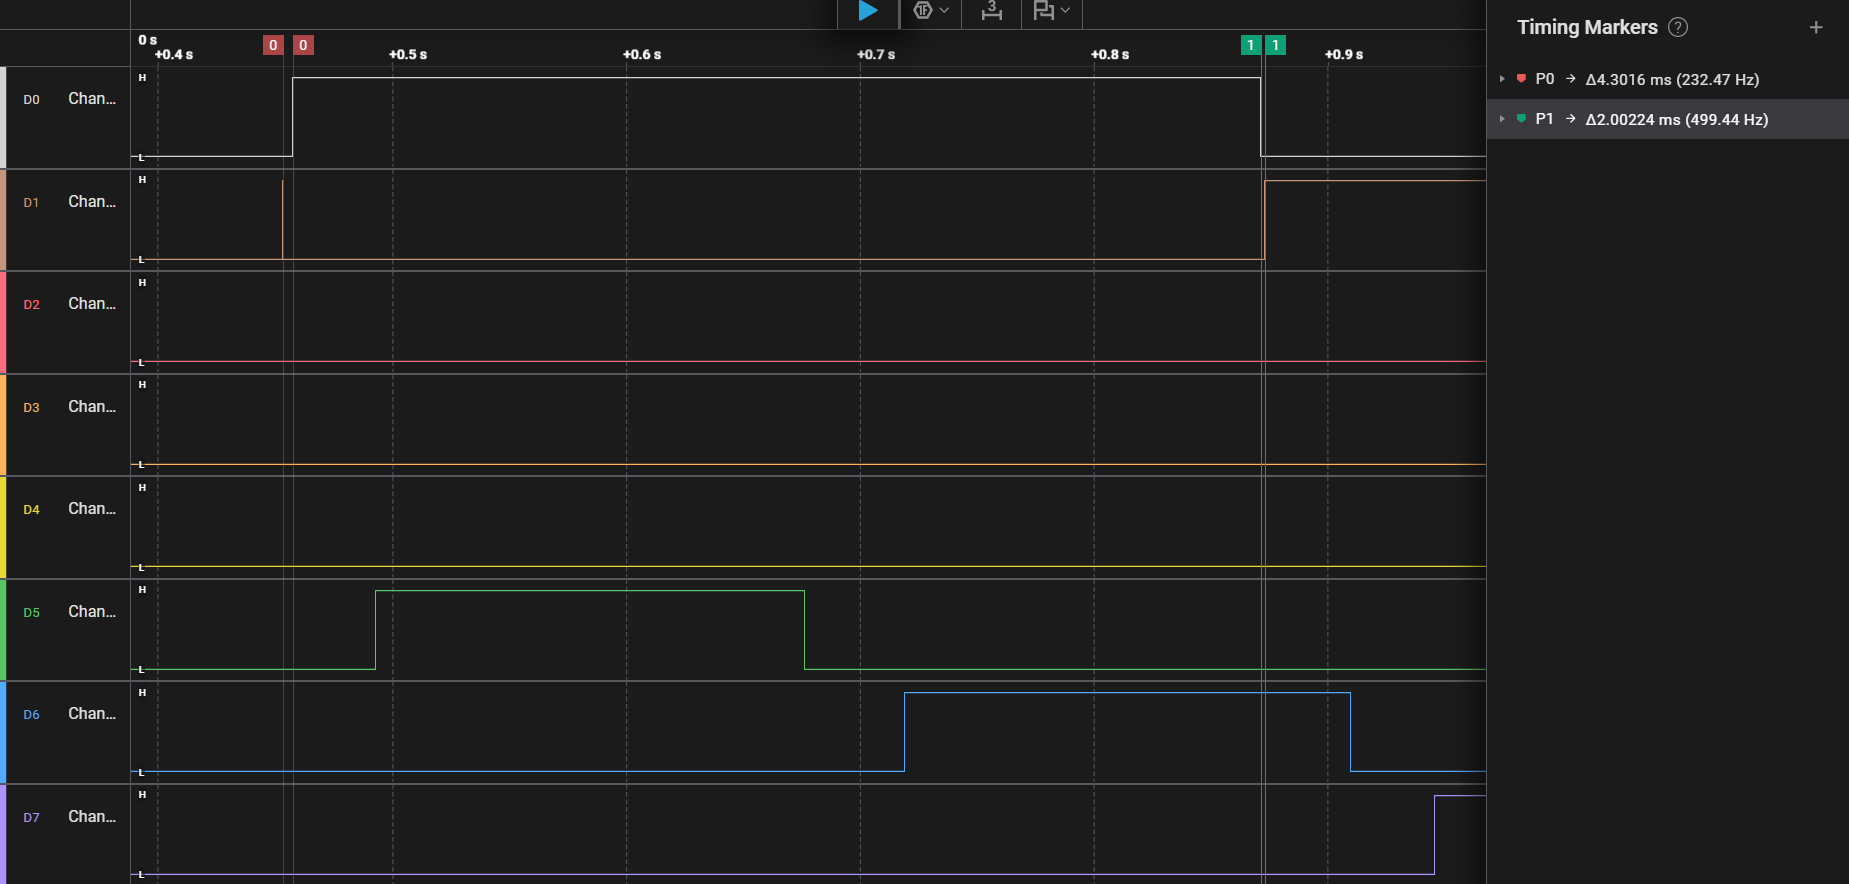 3
Timing Markers ?
0 s
+0.4 s 0 0 +0.5 s +0.6 s +0.7 s +0.8 s 1 1 +0.9 s
P0 → Δ4.3016 ms (232.47 Hz)
P1 → Δ2.00224 ms (499.44 Hz)
H
D0 Chan...
L
H
D1 Chan...
L
H
D2 Chan...
L
H
D3 Chan...
L
H
D4 Chan...
L
H
D5 Chan...
L
H
D6 Chan...
L
H
D7 Chan...
L